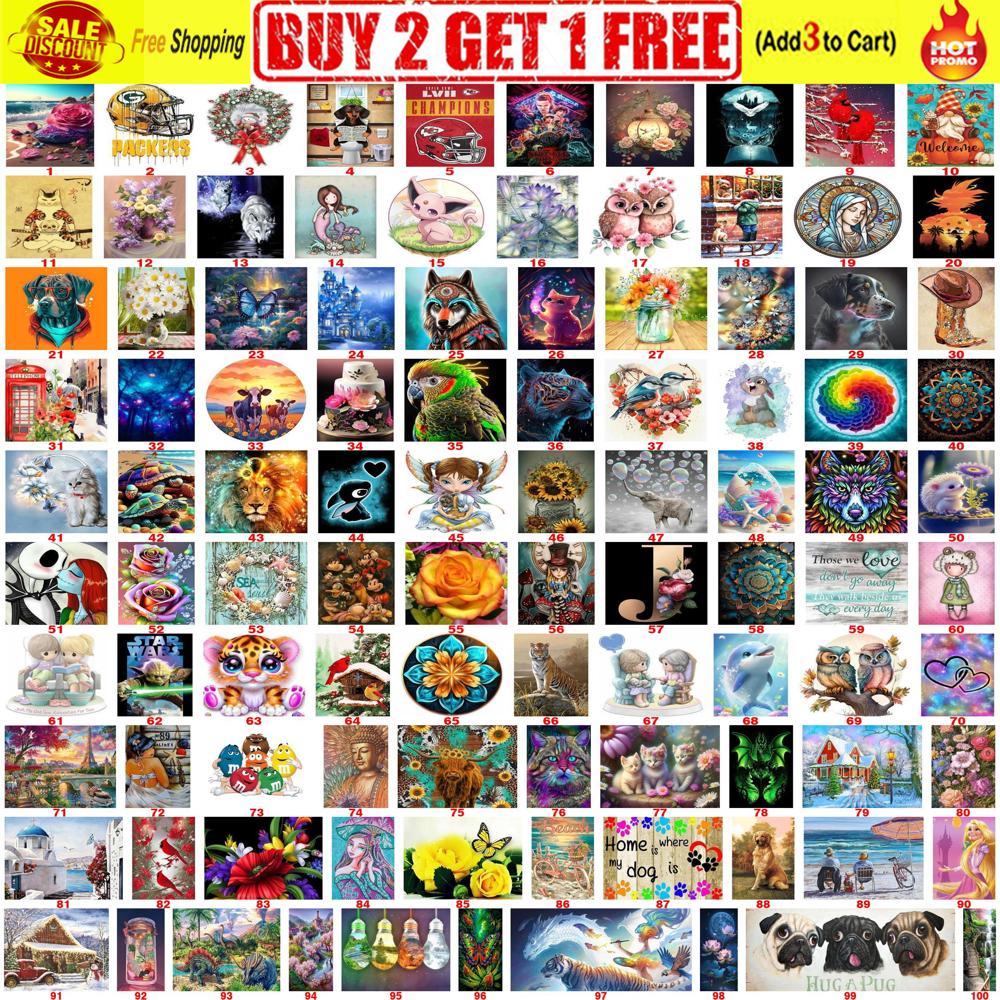 SALE
DISCOUNT
Free Shopping
BUY 2 GET 1 FREE
(Add 3 to Cart)
HOT
PROMO
G
PACKERS
LVII
CHAMPIONS
Welcome
1 2 3 4 5 6 7 8 9 10
11 12 13 14 15 16 17 18 19 20
21 22 23 24 25 26 27 28 29 30
TELEPHONE
31 32 33 34 35 36 37 38 39 40
41 42 43 44 45 46 47 48 49 50
SEA
J
Those we love
don't go away
they walk beside us
every day
51 52 53 54 55 56 57 58 59 60
STAR
WARS
61 62 63 64 65 66 67 68 69 70
m
m
m
m
71 72 73 74 75 76 77 78 79 80
Beach
Home is where
my dog is
81 82 83 84 85 86 87 88 89 90
HUG A PUG
91 92 93 94 95 96 97 98 99 100